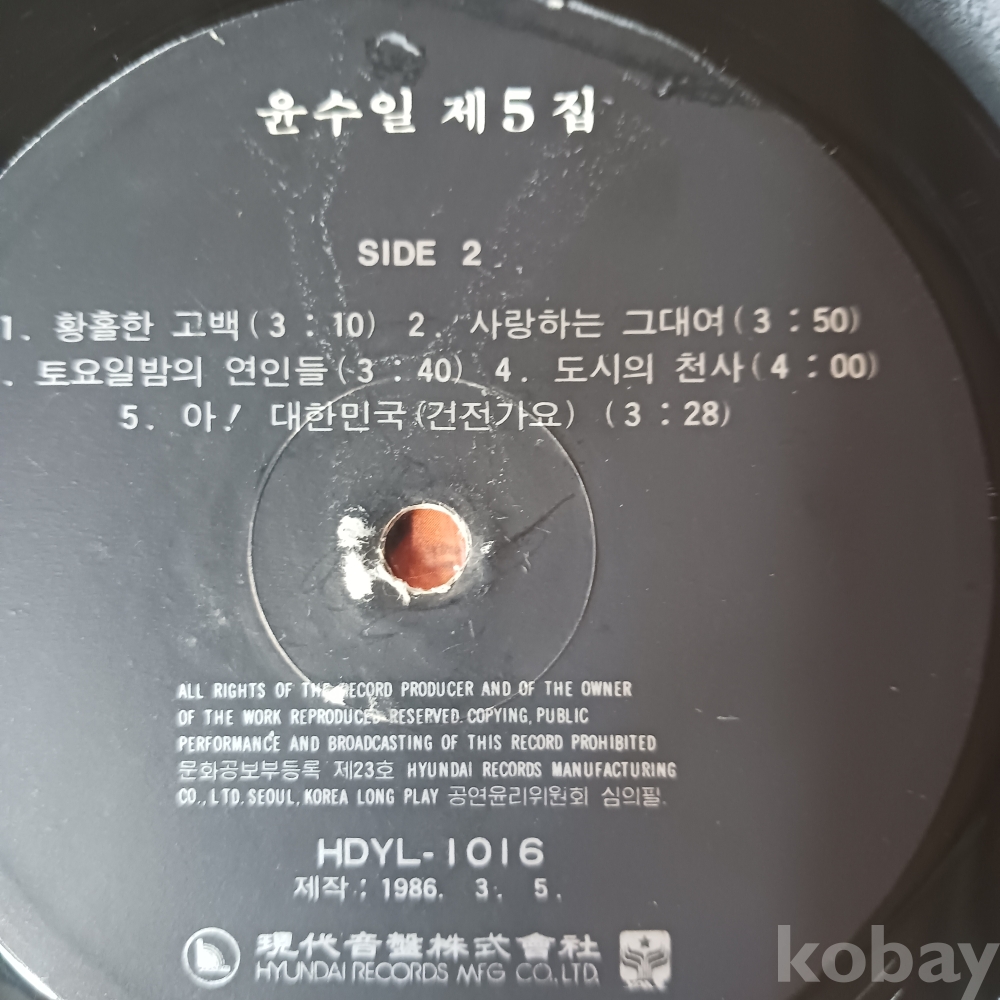 윤수일 제5집
SIDE 2
1. 황홀한 고백(3 : 10) 2. 사랑하는 그대여(3 : 50)
. 토요일밤의 연인들(3 : 40) 4. 도시의 천사(4 : 00)
5. 아! 대한민국(건전가요) (3 : 28)
ALL RIGHTS OF THE RECORD PRODUCER AND OF THE OWNER
OF THE WORK REPRODUCED RESERVED COPYING, PUBLIC
PERFORMANCE AND BROADCASTING OF THIS RECORD PROHIBITED
문화공보부등록 제23호 HYUNDAI RECORDS MANUFACTURING
CO., LTD. SEOUL, KOREA LONG PLAY 공연윤리위원회 심의필.
HDYL-1016
제작 : 1986. 3. 5.
現代音盤株式會社
HYUNDAI RECORDS MFG CO., LTD.
kobay